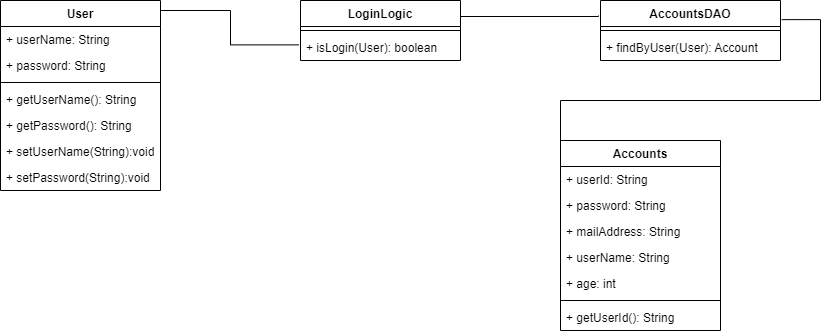 User
+ userName: String
+ password: String
+ getUserName(): String
+ getPassword(): String
+ setUserName(String):void
+ setPassword(String):void
LoginLogic
+ isLogin(User): boolean
AccountsDAO
+ findByUser(User): Account
Accounts
+ userId: String
+ password: String
+ mailAddress: String
+ userName: String
+ age: int
+ getUserId(): String